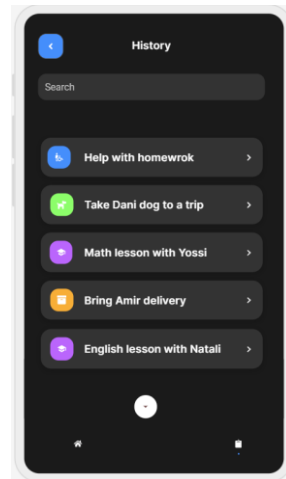 History
Search
Help with homewrok
Take Dani dog to a trip
Math lesson with Yossi
Bring Amir delivery
English lesson with Natali